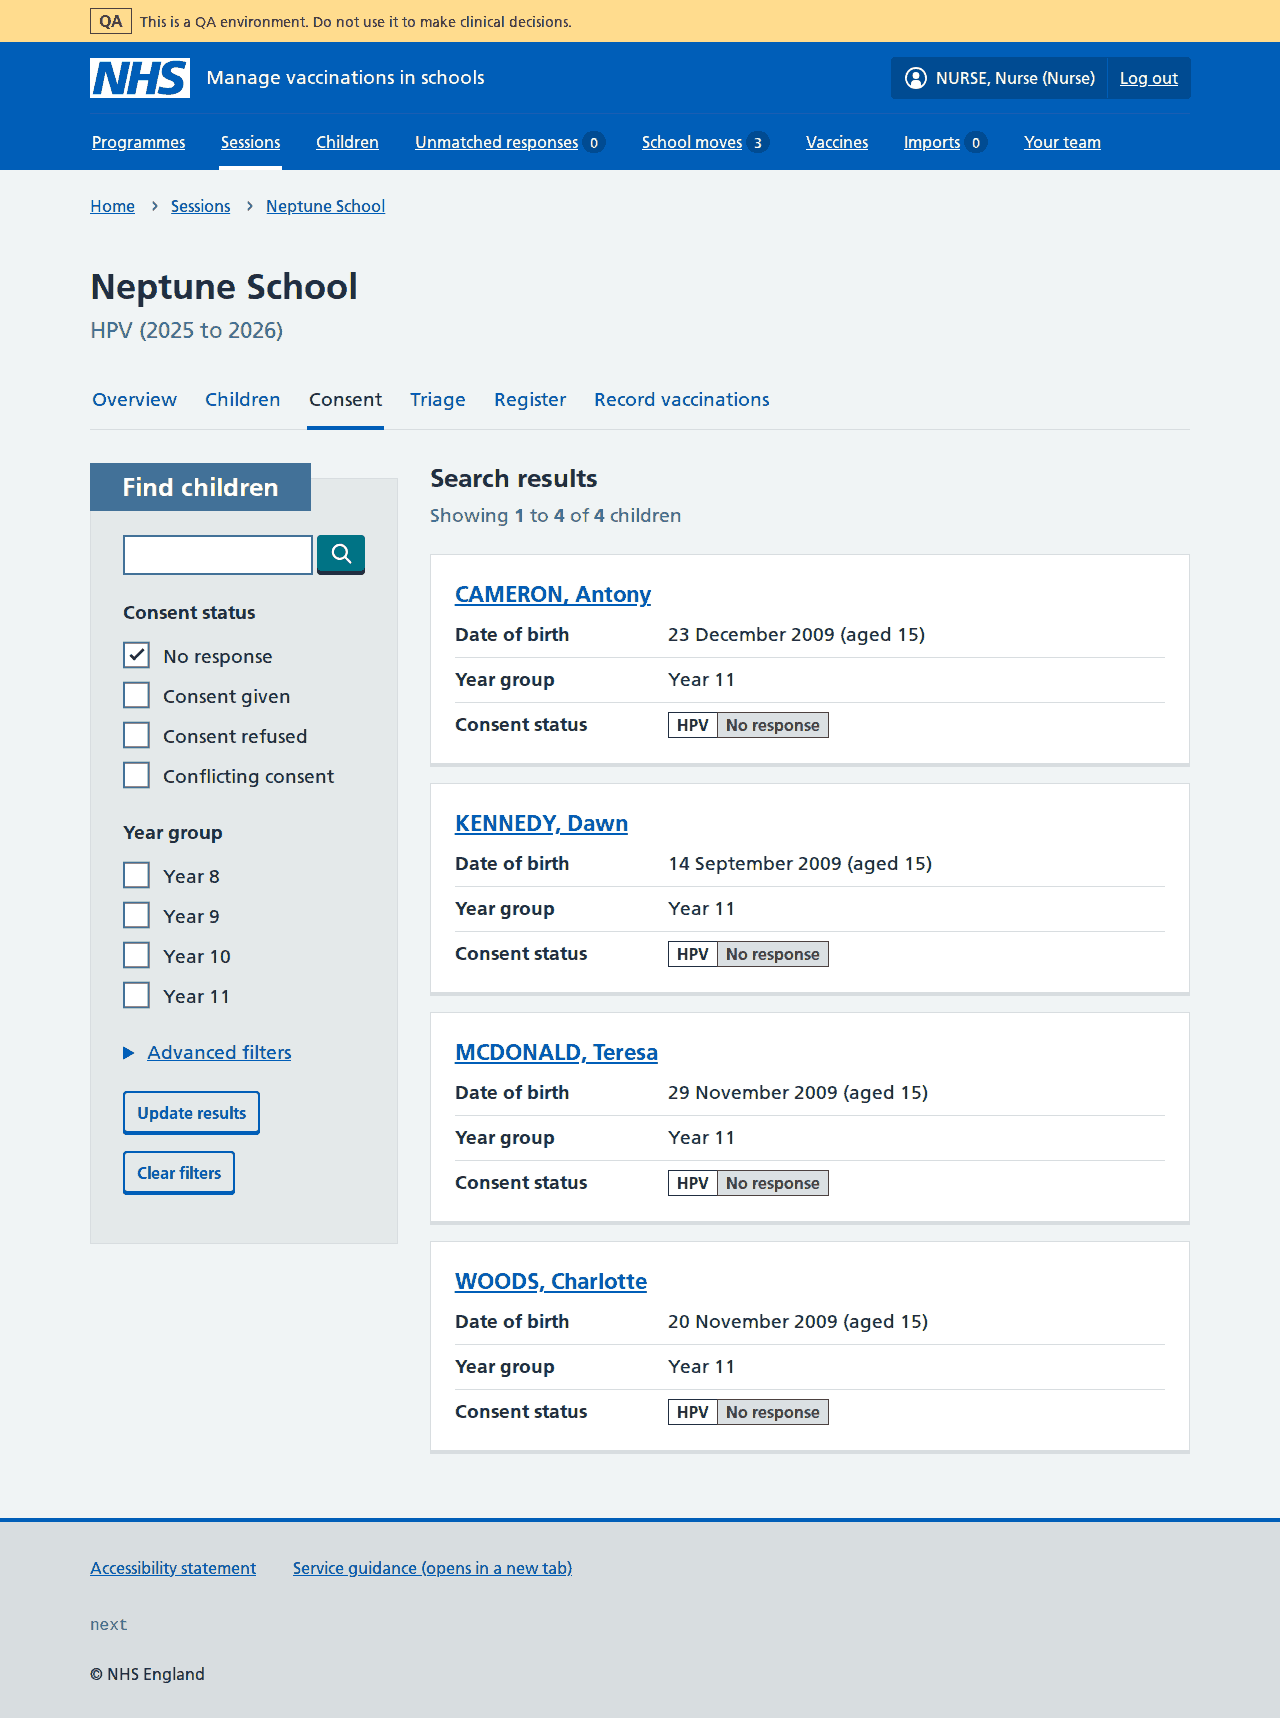 QA This is a QA environment. Do not use it to make clinical decisions.
NHS Manage vaccinations in schools
NURSE, Nurse (Nurse) Log out
Programmes Sessions Children Unmatched responses 0 School moves 3 Vaccines Imports 0 Your team
Home Sessions Neptune School
Neptune School
HPV (2025 to 2026)
Overview Children Consent Triage Register Record vaccinations
Find children
Consent status
No response
Consent given
Consent refused
Conflicting consent
Year group
Year 8
Year 9
Year 10
Year 11
Advanced filters
Update results
Clear filters
Search results
Showing 1 to 4 of 4 children
CAMERON, Antony
Date of birth 23 December 2009 (aged 15)
Year group Year 11
Consent status HPV No response
KENNEDY, Dawn
Date of birth 14 September 2009 (aged 15)
Year group Year 11
Consent status HPV No response
MCDONALD, Teresa
Date of birth 29 November 2009 (aged 15)
Year group Year 11
Consent status HPV No response
WOODS, Charlotte
Date of birth 20 November 2009 (aged 15)
Year group Year 11
Consent status HPV No response
Accessibility statement Service guidance (opens in a new tab)
next
© NHS England